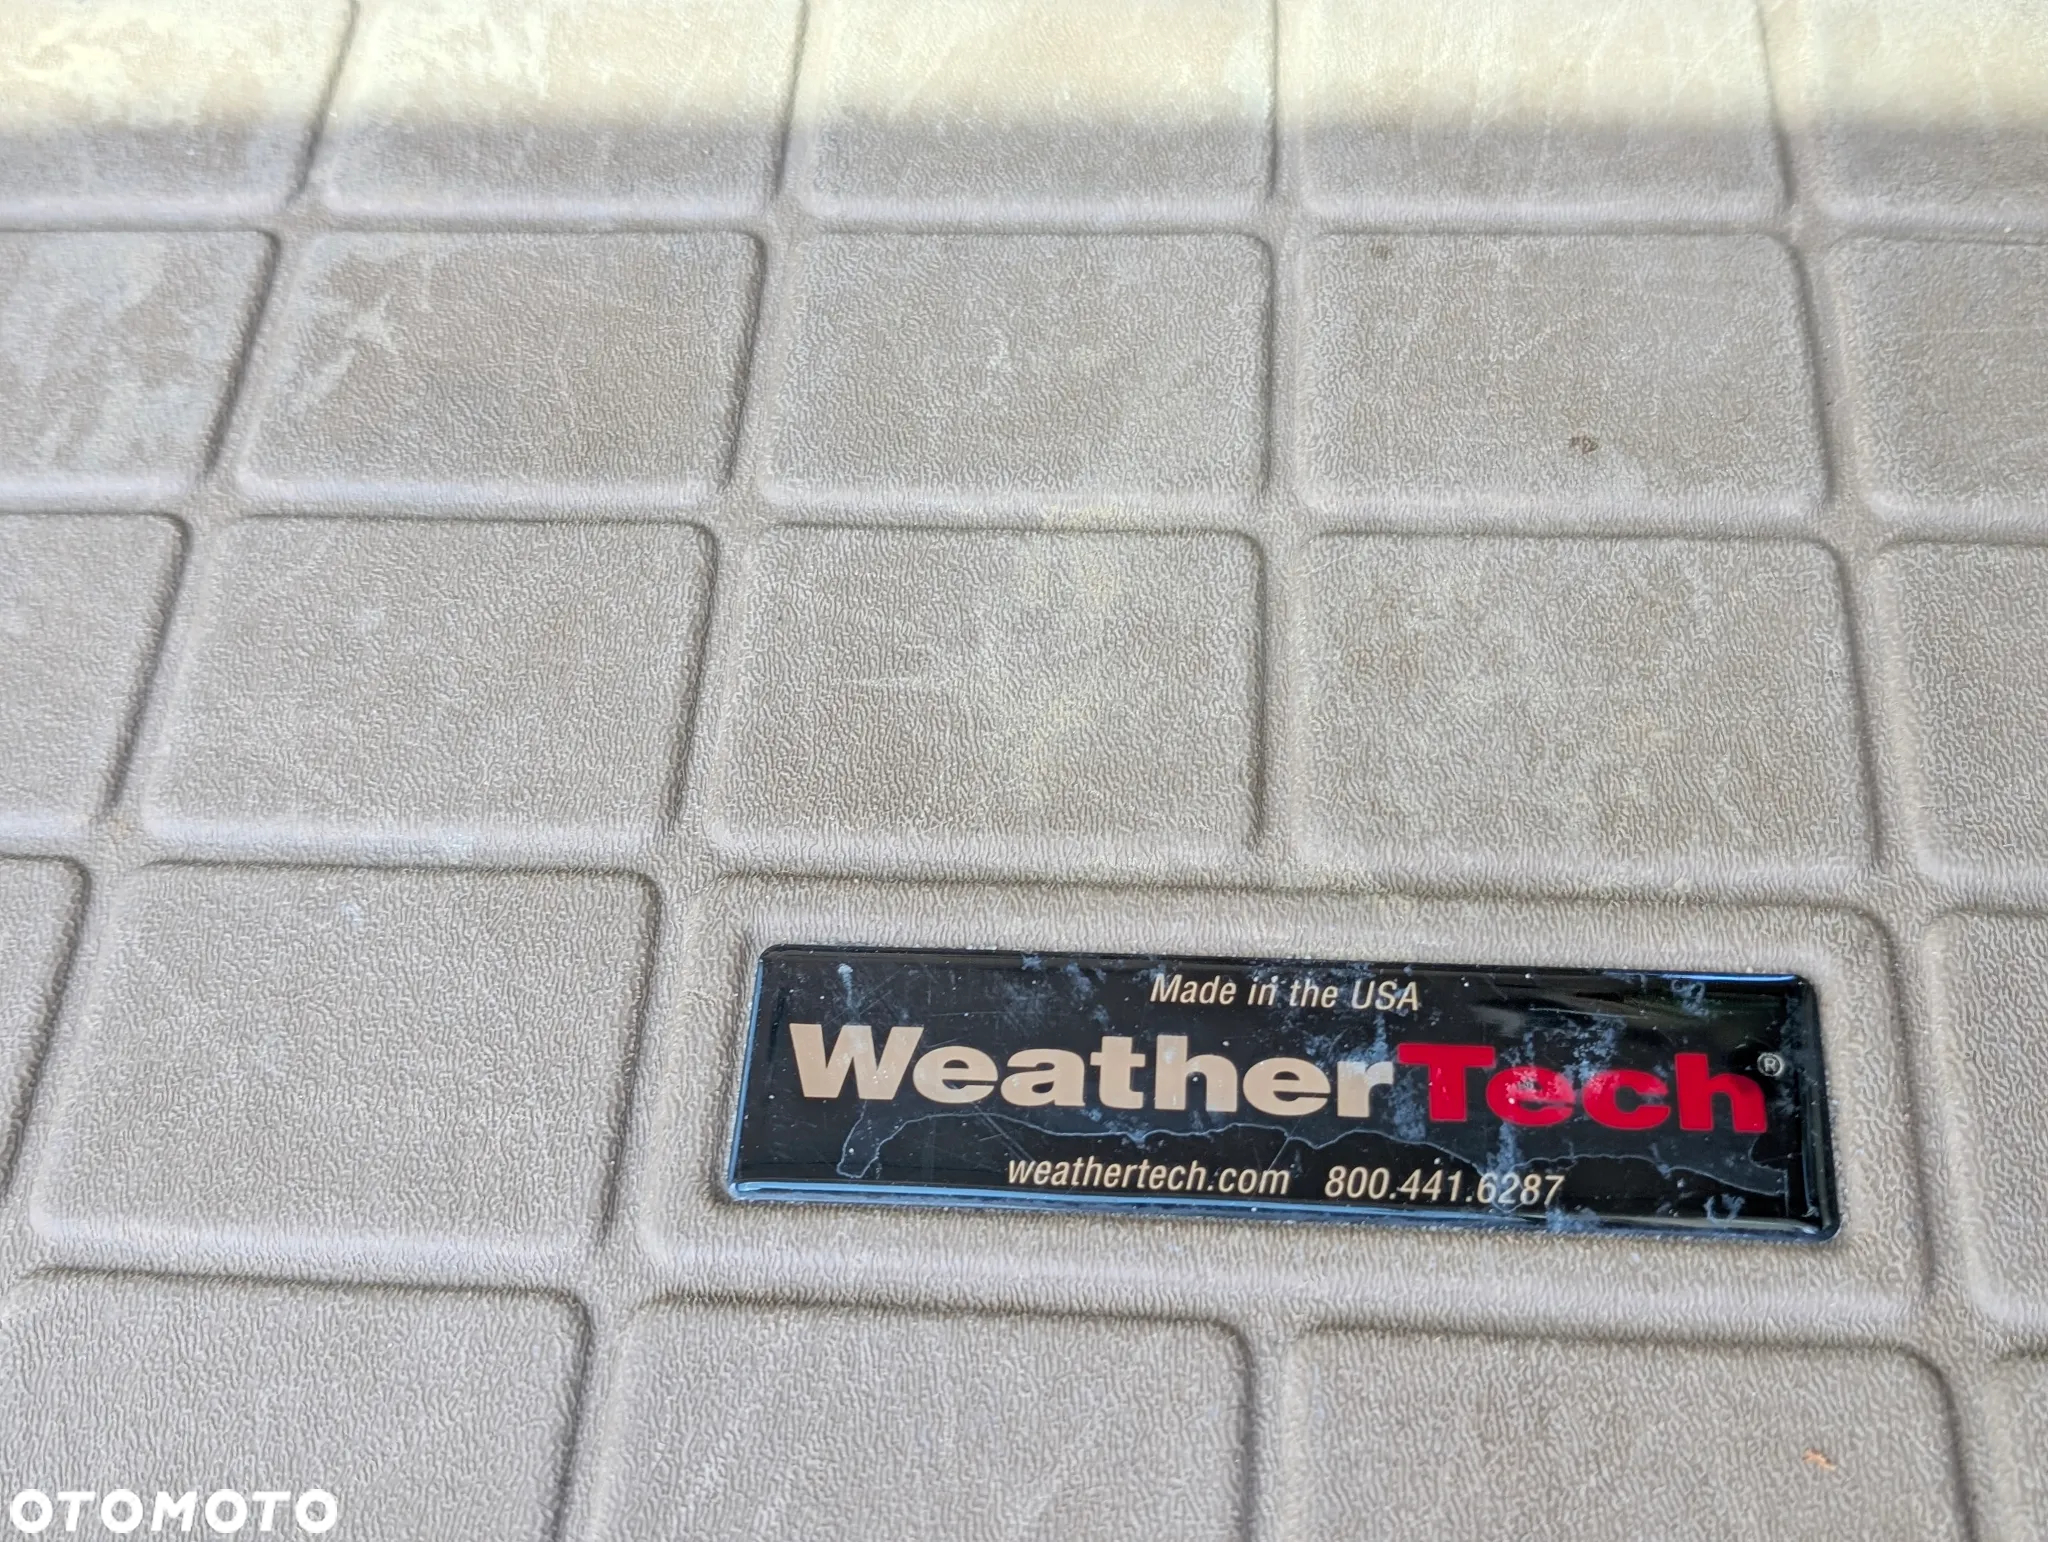 Made in the USA
WeatherTech®
weathertech.com 800.441.6287
OTOMOTO